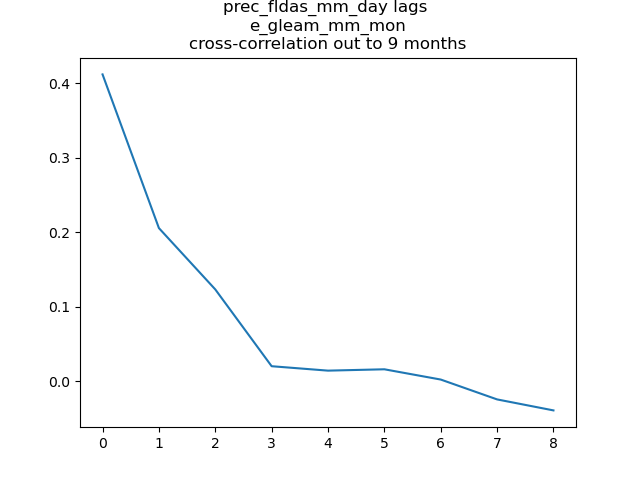 prec_fldas_mm_day lags
e_gleam_mm_mon
cross-correlation out to 9 months
0.4
0.3
0.2
0.1
0.0
0 1 2 3 4 5 6 7 8